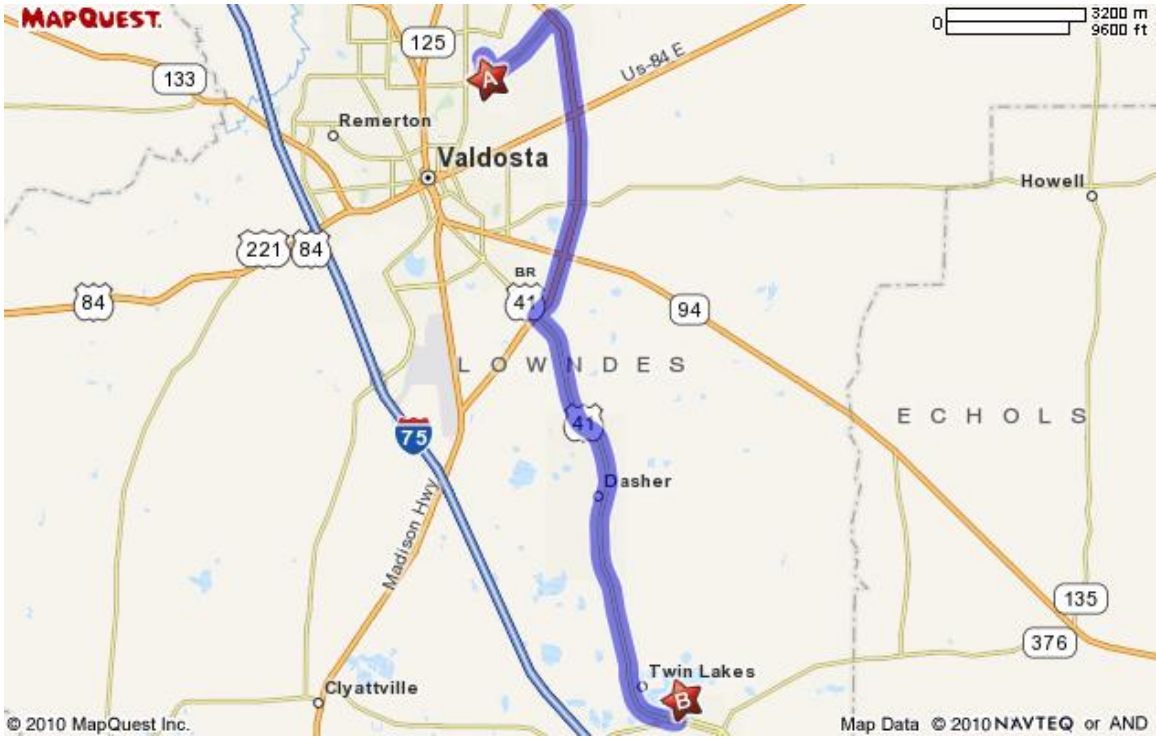 MAPQUEST.
0
3200 m
9600 ft
125
A
133
Us-84 E
Remerton
Valdosta
Howell
221
84
BR
41
84
94
LOWNDES
ECHOLS
41
75
Dasher
Madison Hwy
135
376
Twin Lakes
Clyattville
B
© 2010 MapQuest Inc.
Map Data © 2010 NAVTEQ or AND